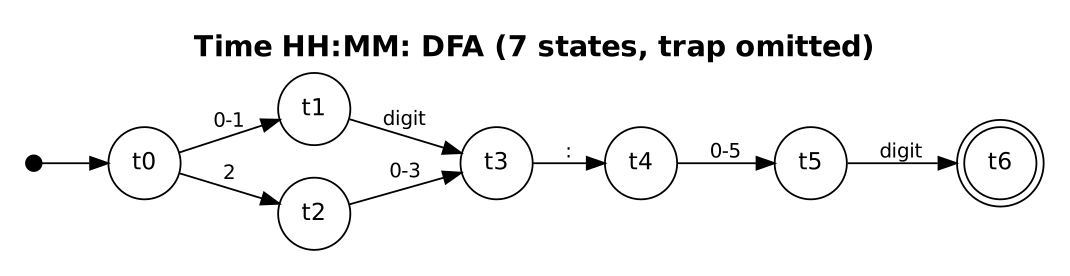 Time HH:MM: DFA (7 states, trap omitted)
t0
0-1
2
t1
t2
digit
0-3
t3
:
t4
0-5
t5
digit
t6